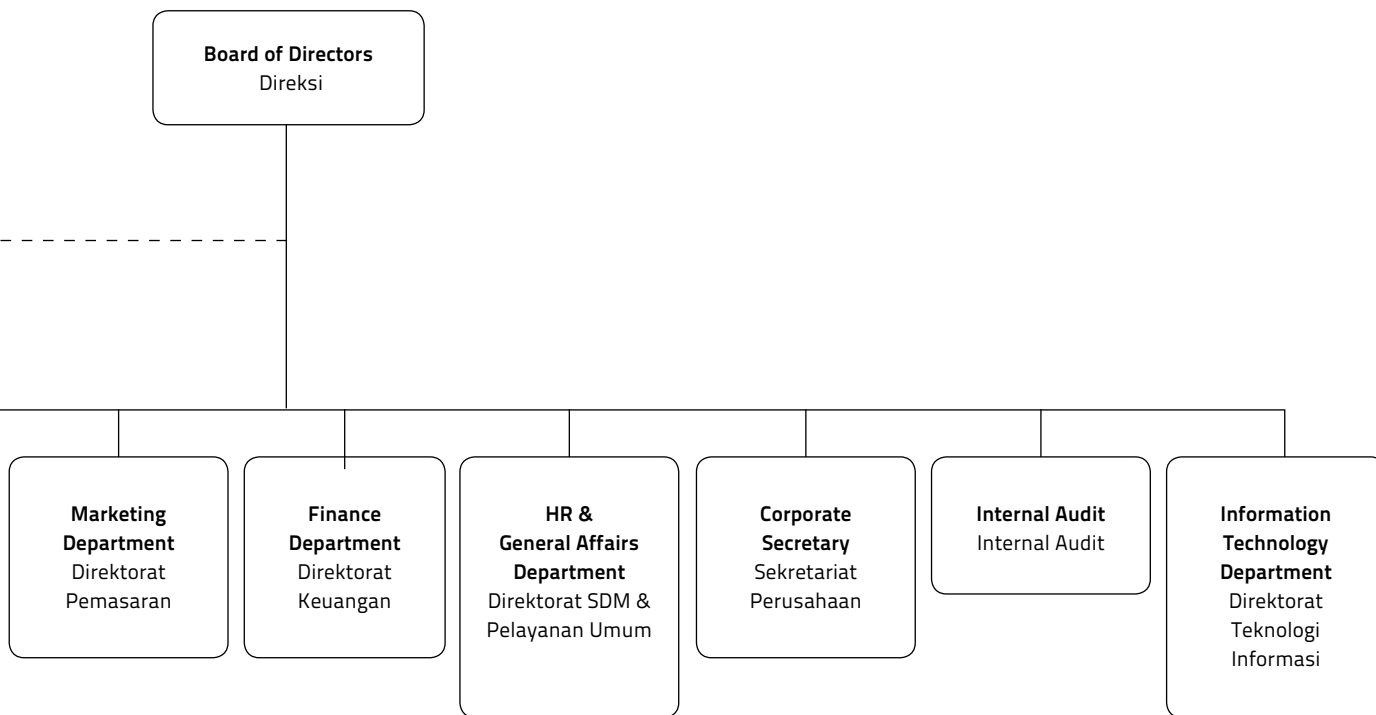 Board of Directors
Direksi
Marketing
Department
Direktorat
Pemasaran
Finance
Department
Direktorat
Keuangan
HR &
General Affairs
Department
Direktorat SDM &
Pelayanan Umum
Corporate
Secretary
Sekretariat
Perusahaan
Internal Audit
Internal Audit
Information
Technology
Department
Direktorat
Teknologi
Informasi